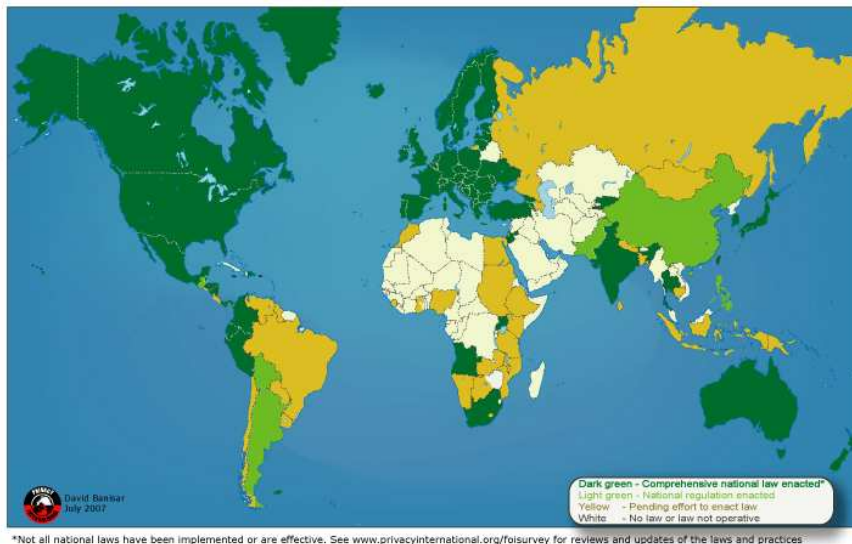 PRIVACY
David Banisar
July 2007
Dark green - Comprehensive national law enacted*
Light green - National regulation enacted
Yellow - Pending effort to enact law
White - No law or law not operative
*Not all national laws have been implemented or are effective. See www.privacyinternational.org/foisurvey for reviews and updates of the laws and practices